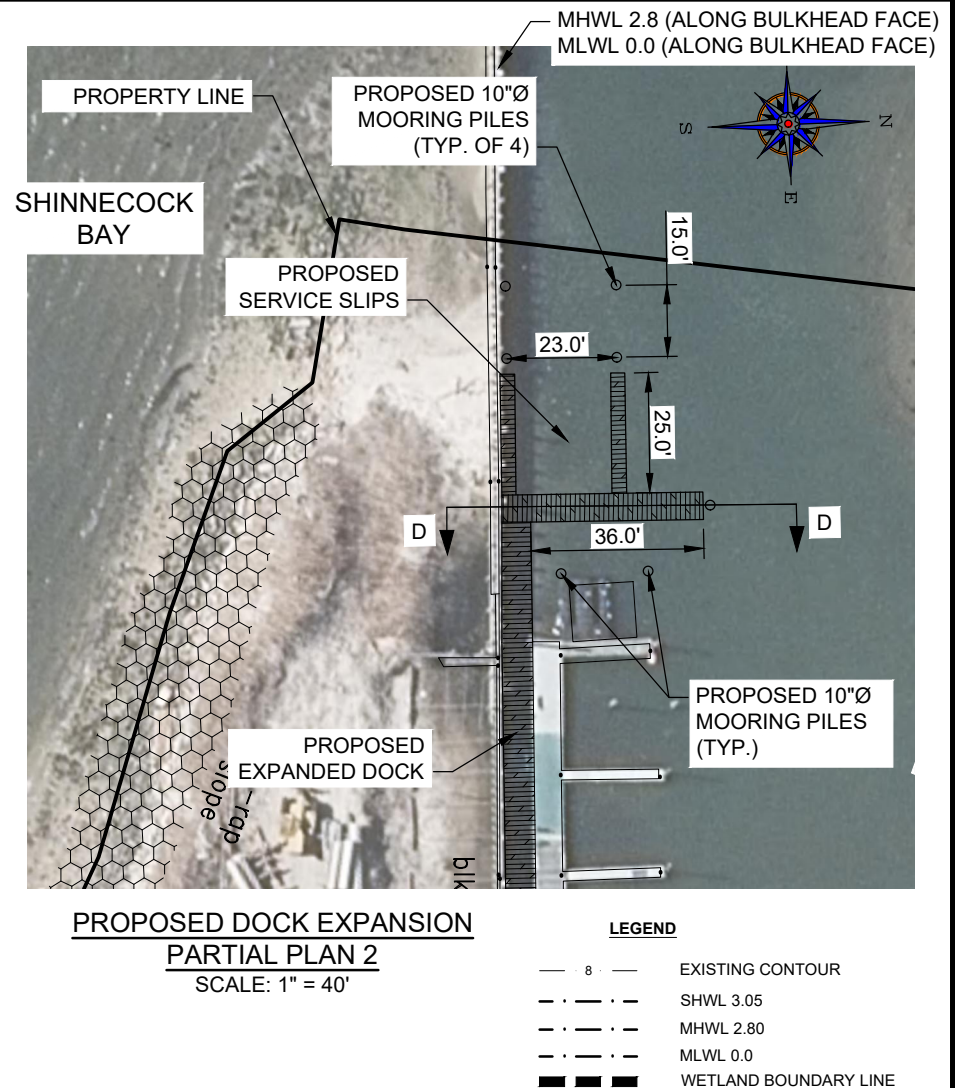 MHWL 2.8 (ALONG BULKHEAD FACE)
MLWL 0.0 (ALONG BULKHEAD FACE)
PROPERTY LINE
PROPOSED 10"Ø
MOORING PILES
(TYP. OF 4)
S
N
E
SHINNECOCK
BAY
15.0'
PROPOSED
SERVICE SLIPS
23.0'
25.0'
D
D
36.0'
PROPOSED 10"Ø
MOORING PILES
(TYP.)
PROPOSED
EXPANDED DOCK
-rap
slope
blk
PROPOSED DOCK EXPANSION
PARTIAL PLAN 2
SCALE: 1" = 40'
LEGEND
8 EXISTING CONTOUR
SHWL 3.05
MHWL 2.80
MLWL 0.0
WETLAND BOUNDARY LINE